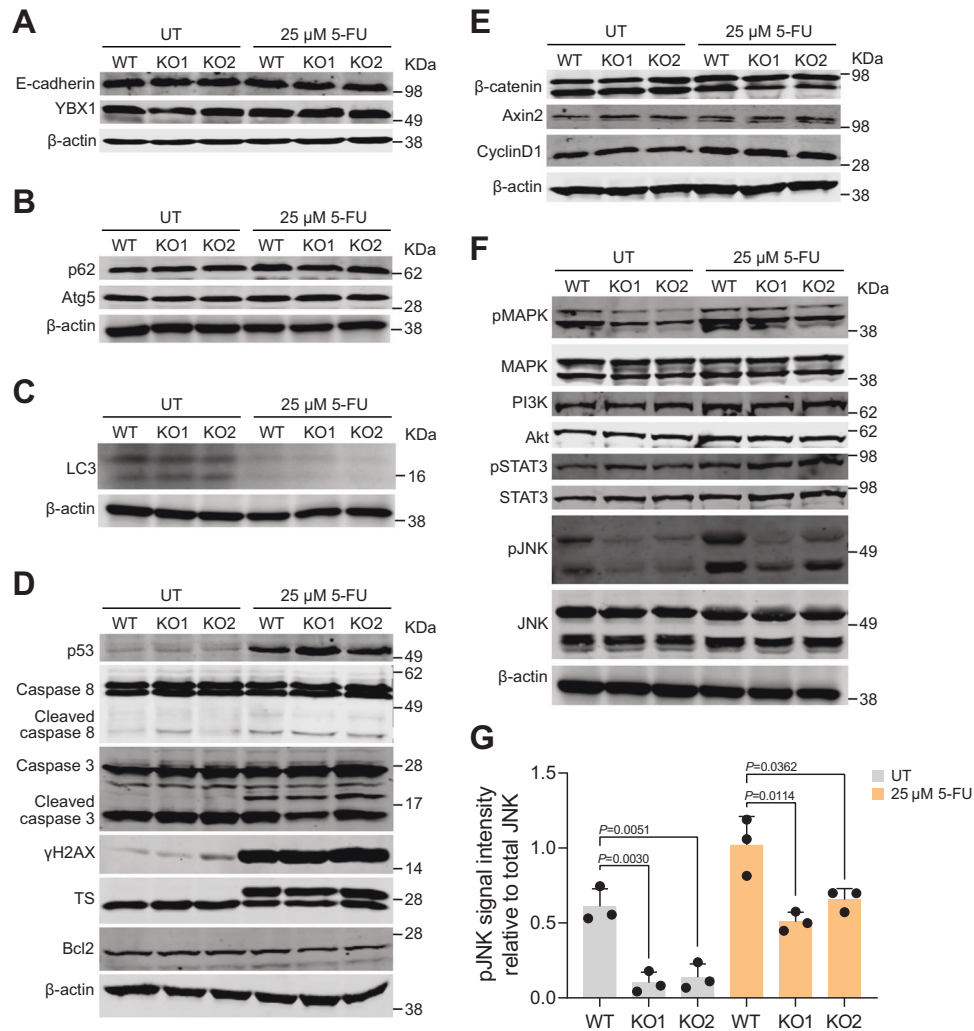 A
UT 25 µM 5-FU
WT KO1 KO2 WT KO1 KO2 KDa
E-cadherin
98
YBX1
49
β-actin
38
B
UT 25 µM 5-FU
WT KO1 KO2 WT KO1 KO2 KDa
p62
62
Atg5
28
β-actin
38
C
UT 25 µM 5-FU
WT KO1 KO2 WT KO1 KO2 KDa
LC3
16
β-actin
38
D
UT 25 µM 5-FU
WT KO1 KO2 WT KO1 KO2 KDa
p53
49
62
Caspase 8
49
Cleaved
caspase 8
Caspase 3
28
Cleaved
caspase 3
17
γH2AX
14
TS
28
28
Bcl2
β-actin
38
E
UT 25 µM 5-FU
WT KO1 KO2 WT KO1 KO2 KDa
98
β-catenin
Axin2
98
CyclinD1
28
β-actin
38
F
UT 25 µM 5-FU
WT KO1 KO2 WT KO1 KO2 KDa
pMAPK
38
MAPK
38
PI3K
62
Akt
62
pSTAT3
98
STAT3
98
pJNK
49
JNK
49
β-actin
38
G
pJNK signal intensity
relative to total JNK
1.5
1.0
0.5
0.0
P=0.0051
P=0.0030
P=0.0362
P=0.0114
UT
25 µM 5-FU
WT KO1 KO2 WT KO1 KO2